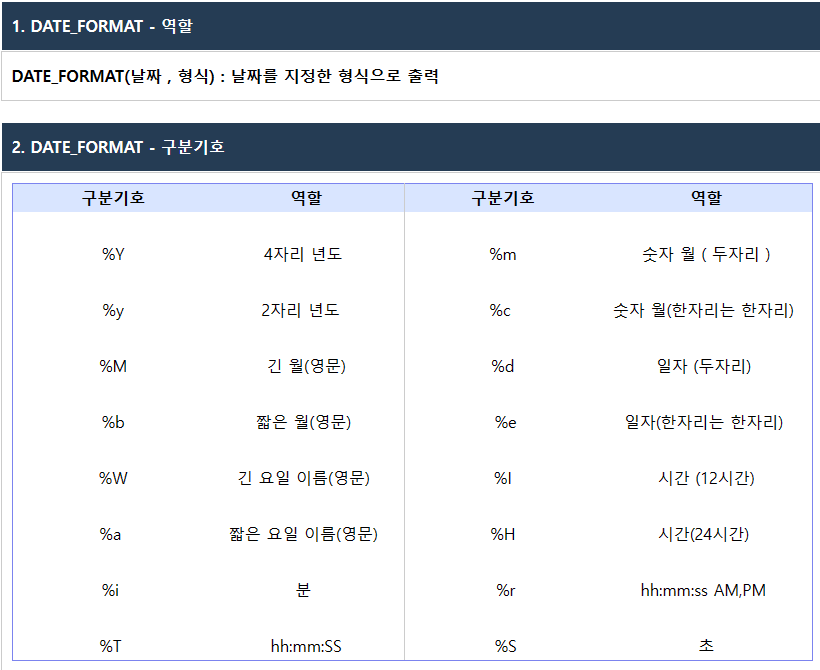 1. DATE_FORMAT - 역할
DATE_FORMAT(날짜 , 형식) : 날짜를 지정한 형식으로 출력
2. DATE_FORMAT - 구분기호
구분기호 역할 구분기호 역할
%Y 4자리 년도 %m 숫자 월 ( 두자리 )
%y 2자리 년도 %c 숫자 월(한자리는 한자리)
%M 긴 월(영문) %d 일자 (두자리)
%b 짧은 월(영문) %e 일자(한자리는 한자리)
%W 긴 요일 이름(영문) %I 시간 (12시간)
%a 짧은 요일 이름(영문) %H 시간(24시간)
%i 분 %r hh:mm:ss AM,PM
%T hh:mm:SS %S 초